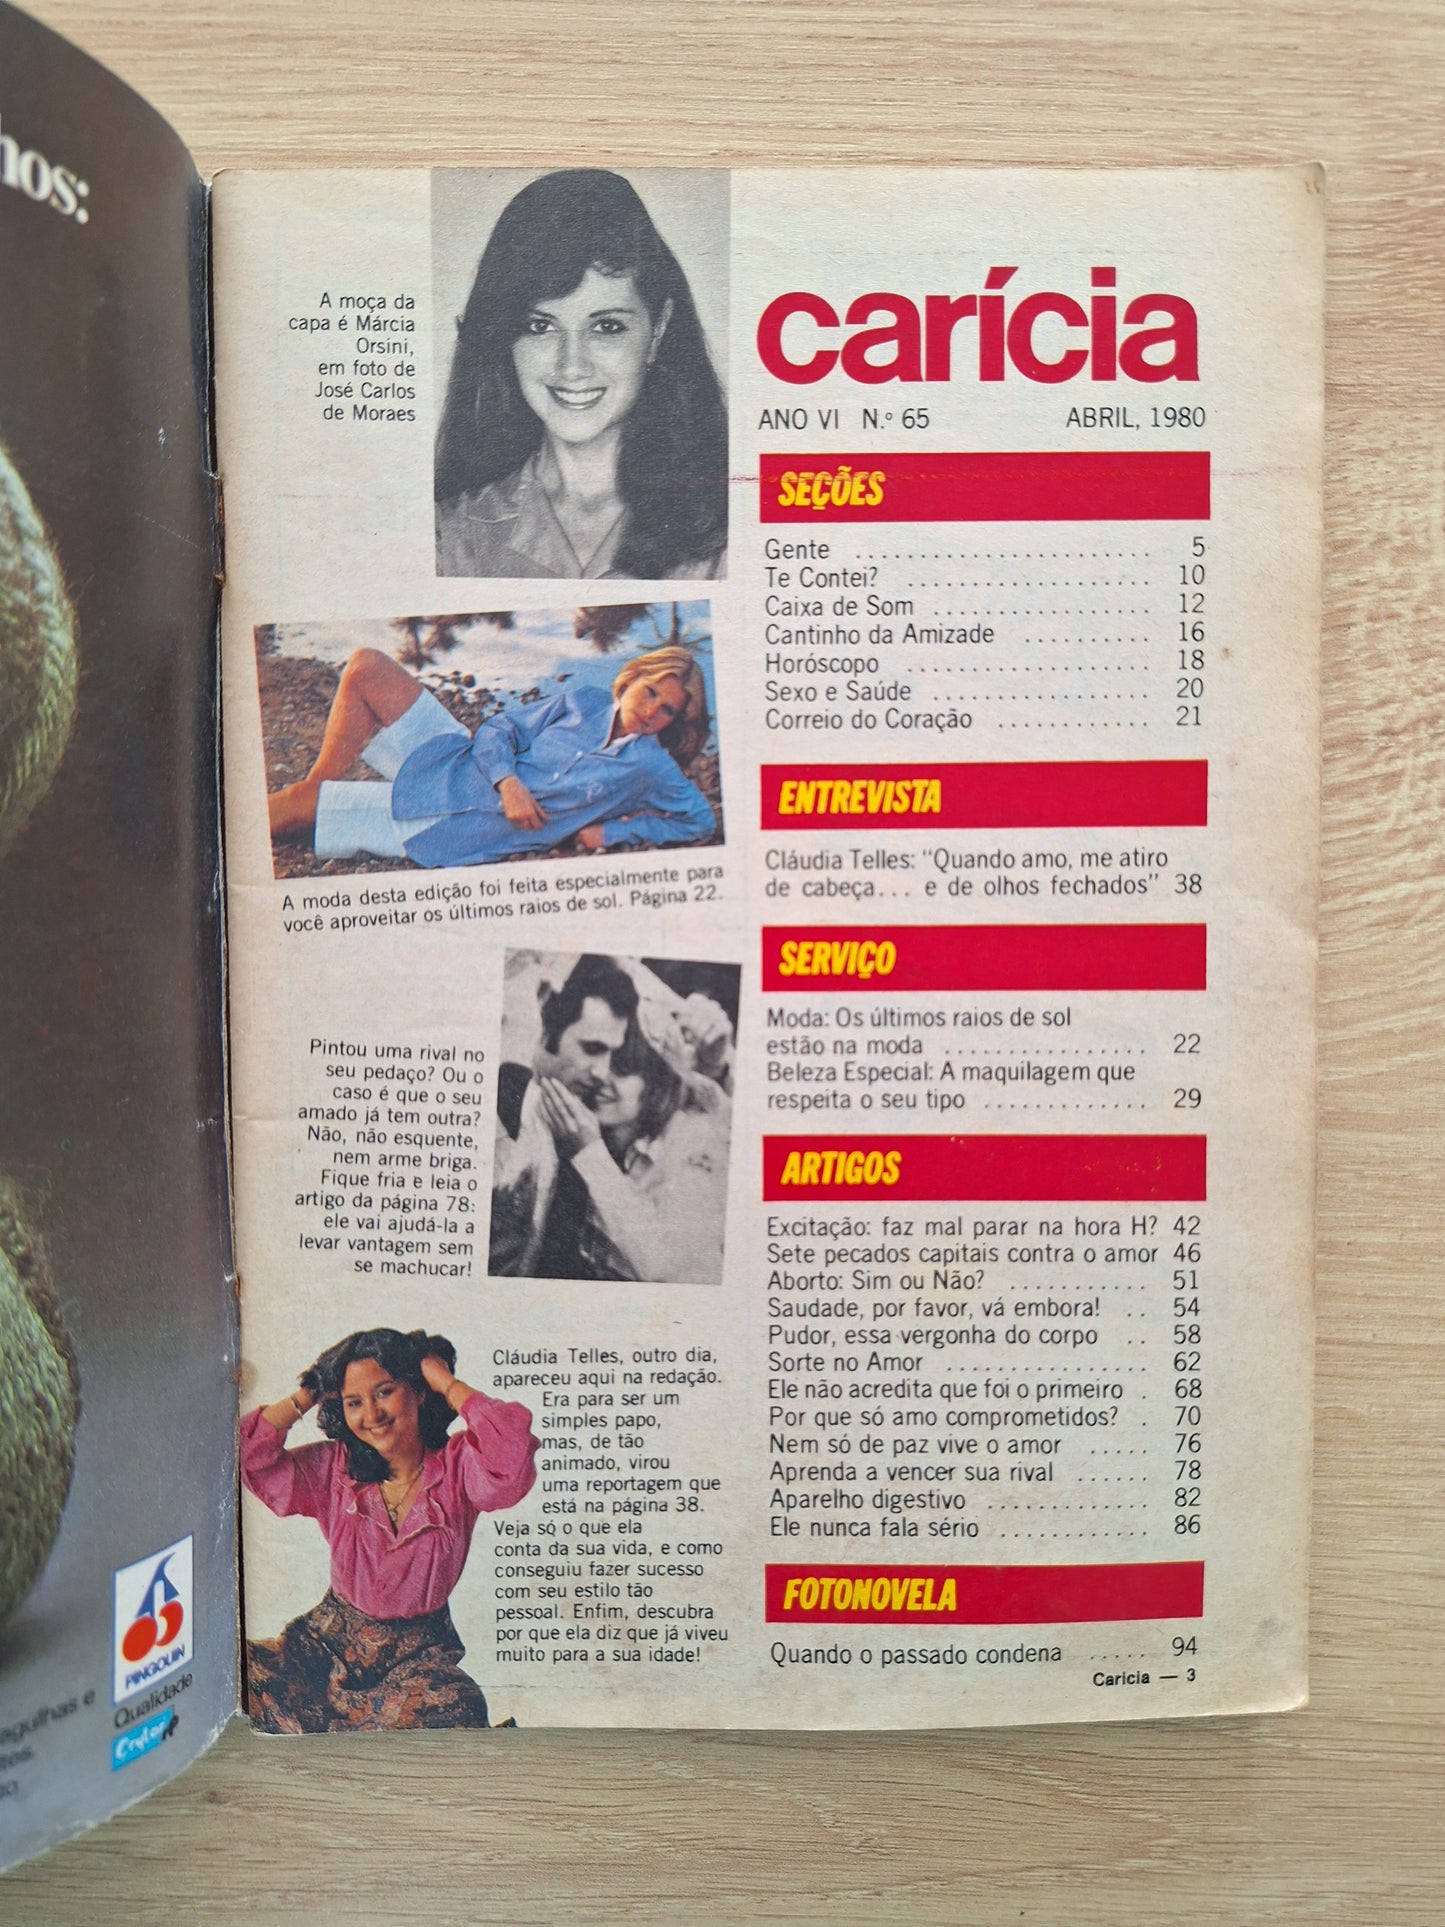 nos:
PINGOUIN
Qualidade
A moça da
capa é Márcia
Orsini,
em foto de
José Carlos
de Moraes
A moda desta edição foi feita especialmente para
você aproveitar os últimos raios de sol. Página 22.
Pintou uma rival no
seu pedaço? Ou o
caso é que o seu
amado já tem outra?
Não, não esquente,
nem arme briga.
Fique fria e leia o
artigo da página 78:
ele vai ajudá-la a
levar vantagem sem
se machucar!
Cláudia Telles, outro dia,
apareceu aqui na redação.
Era para ser um
simples papo,
mas, de tão
animado, virou
uma reportagem que
está na página 38.
Veja só o que ela
conta da sua vida, e como
conseguiu fazer sucesso
com seu estilo tão
pessoal. Enfim, descubra
por que ela diz que já viveu
muito para a sua idade!
carícia
ANO VI N.º 65 ABRIL, 1980
SEÇÕES
Gente ........................ 5
Te Contei? .................... 10
Caixa de Som .................. 12
Cantinho da Amizade .......... 16
Horóscopo .................... 18
Sexo e Saúde .................. 20
Correio do Coração ............ 21
ENTREVISTA
Cláudia Telles: "Quando amo, me atiro
de cabeça... e de olhos fechados" 38
SERVIÇO
Moda: Os últimos raios de sol
estão na moda ................ 22
Beleza Especial: A maquilagem que
respeita o seu tipo ............. 29
ARTIGOS
Excitação: faz mal parar na hora H? 42
Sete pecados capitais contra o amor 46
Aborto: Sim ou Não? ........... 51
Saudade, por favor, vá embora! .. 54
Pudor, essa vergonha do corpo .. 58
Sorte no Amor ................ 62
Ele não acredita que foi o primeiro . 68
Por que só amo comprometidos? . 70
Nem só de paz vive o amor ..... 76
Aprenda a vencer sua rival ...... 78
Aparelho digestivo ............. 82
Ele nunca fala sério ............ 86
FOTONOVELA
Quando o passado condena ..... 94
Carícia — 3